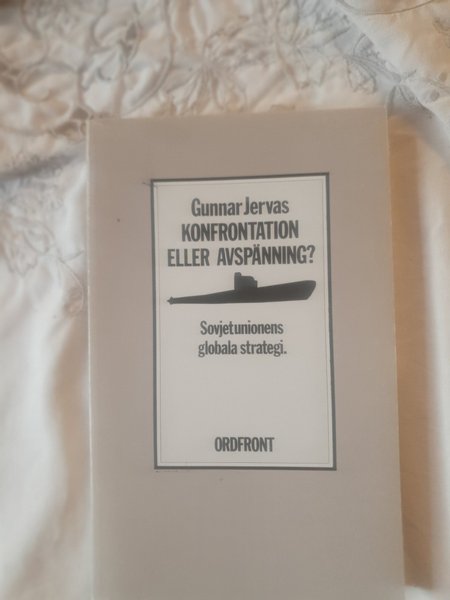 Gunnar Jervas
KONFRONTATION
ELLER AVSPÄNNING?
Sovjetunionens
globala strategi.
ORDFRONT